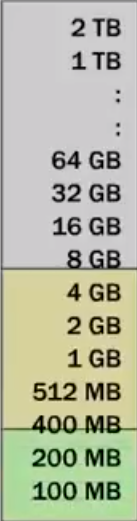 2 TB
1 TB
:
:
64 GB
32 GB
16 GB
8 GB
4 GB
2 GB
1 GB
512 MB
400 MB
200 MB
100 MB